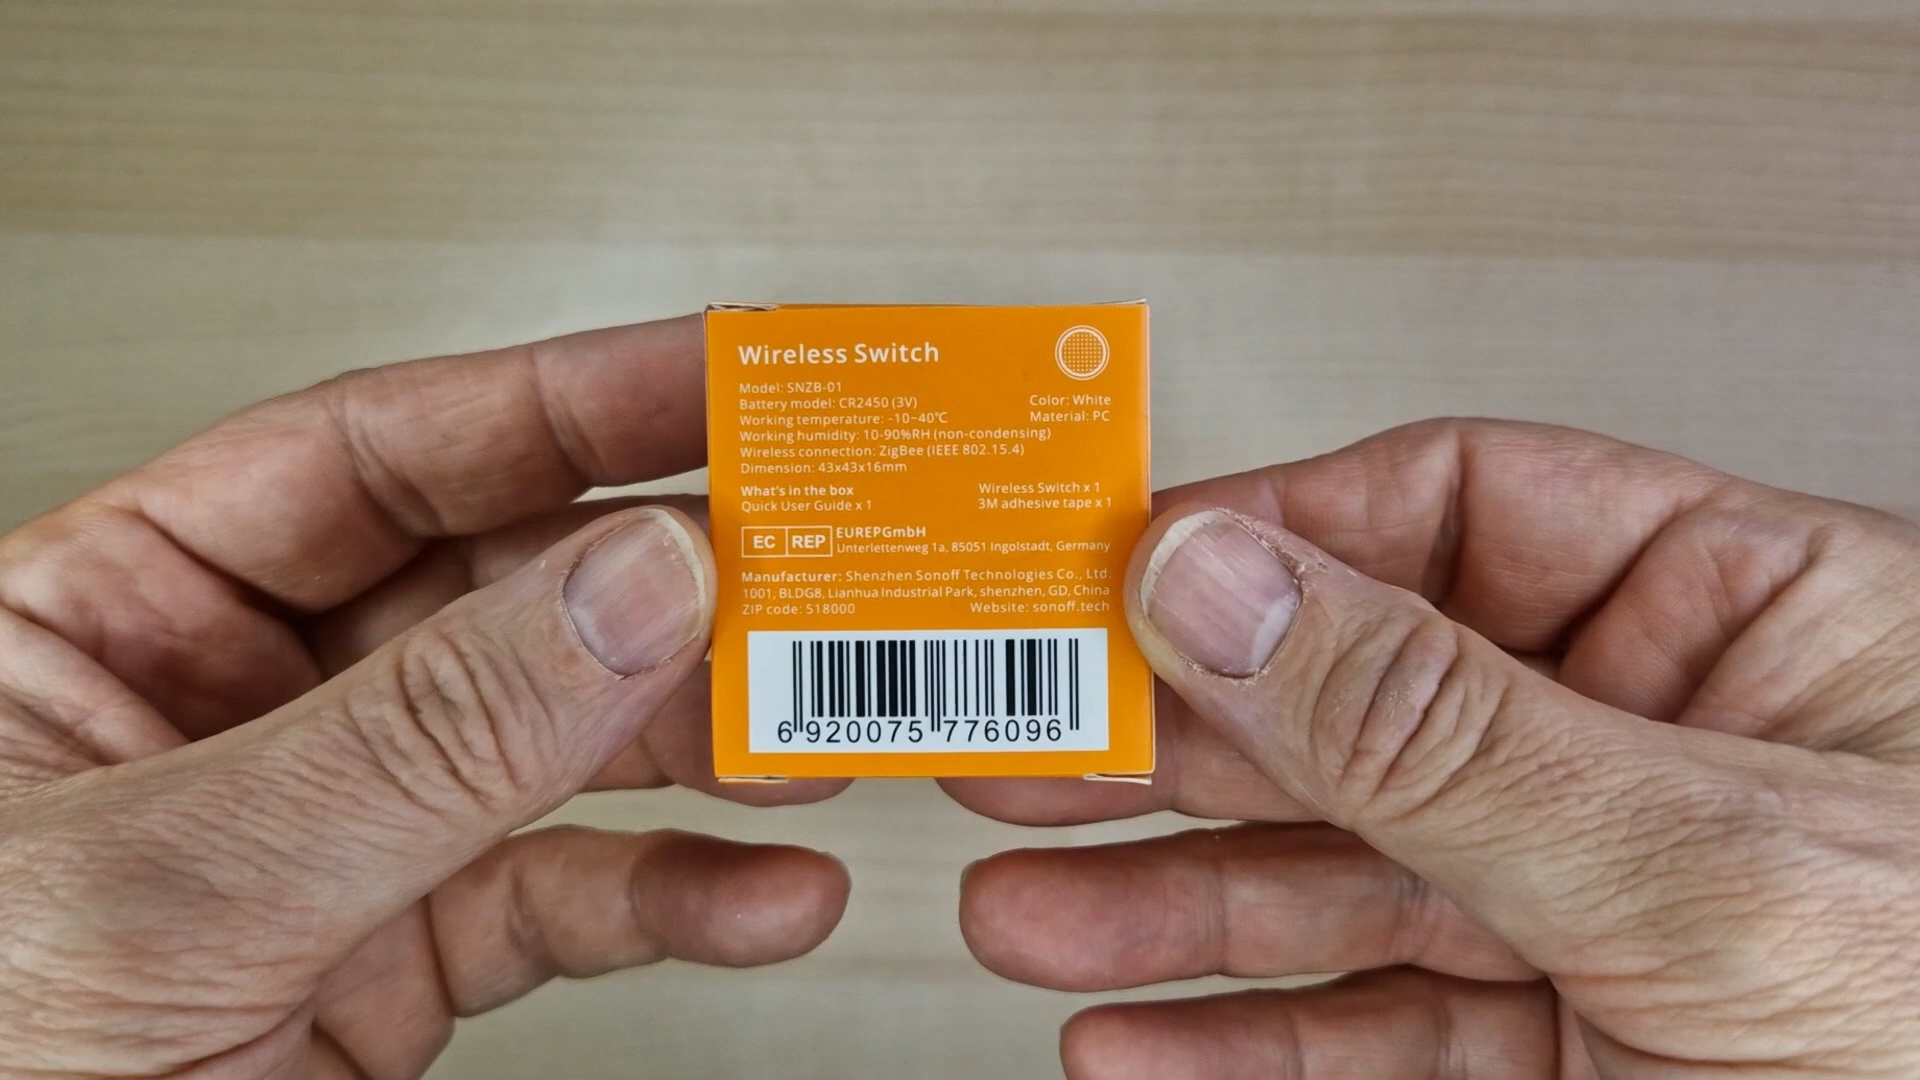 Wireless Switch
Model: SNZB-01
Battery model: CR2450 (3V)
Color: White
Working temperature: -10~40℃
Material: PC
Working humidity: 10-90%RH (non-condensing)
Wireless connection: ZigBee (IEEE 802.15.4)
Dimension: 43x43x16mm
What's in the box
Wireless Switch x 1
Quick User Guide x 1
3M adhesive tape x 1
EC REP
EUREPGmbH
Unterlettenweg 1a, 85051 Ingolstadt, Germany
Manufacturer: Shenzhen Sonoff Technologies Co., Ltd.
1001, BLDG8, Lianhua Industrial Park, shenzhen, GD, China
ZIP code: 518000
Website: sonoff.tech
6 920075 776096